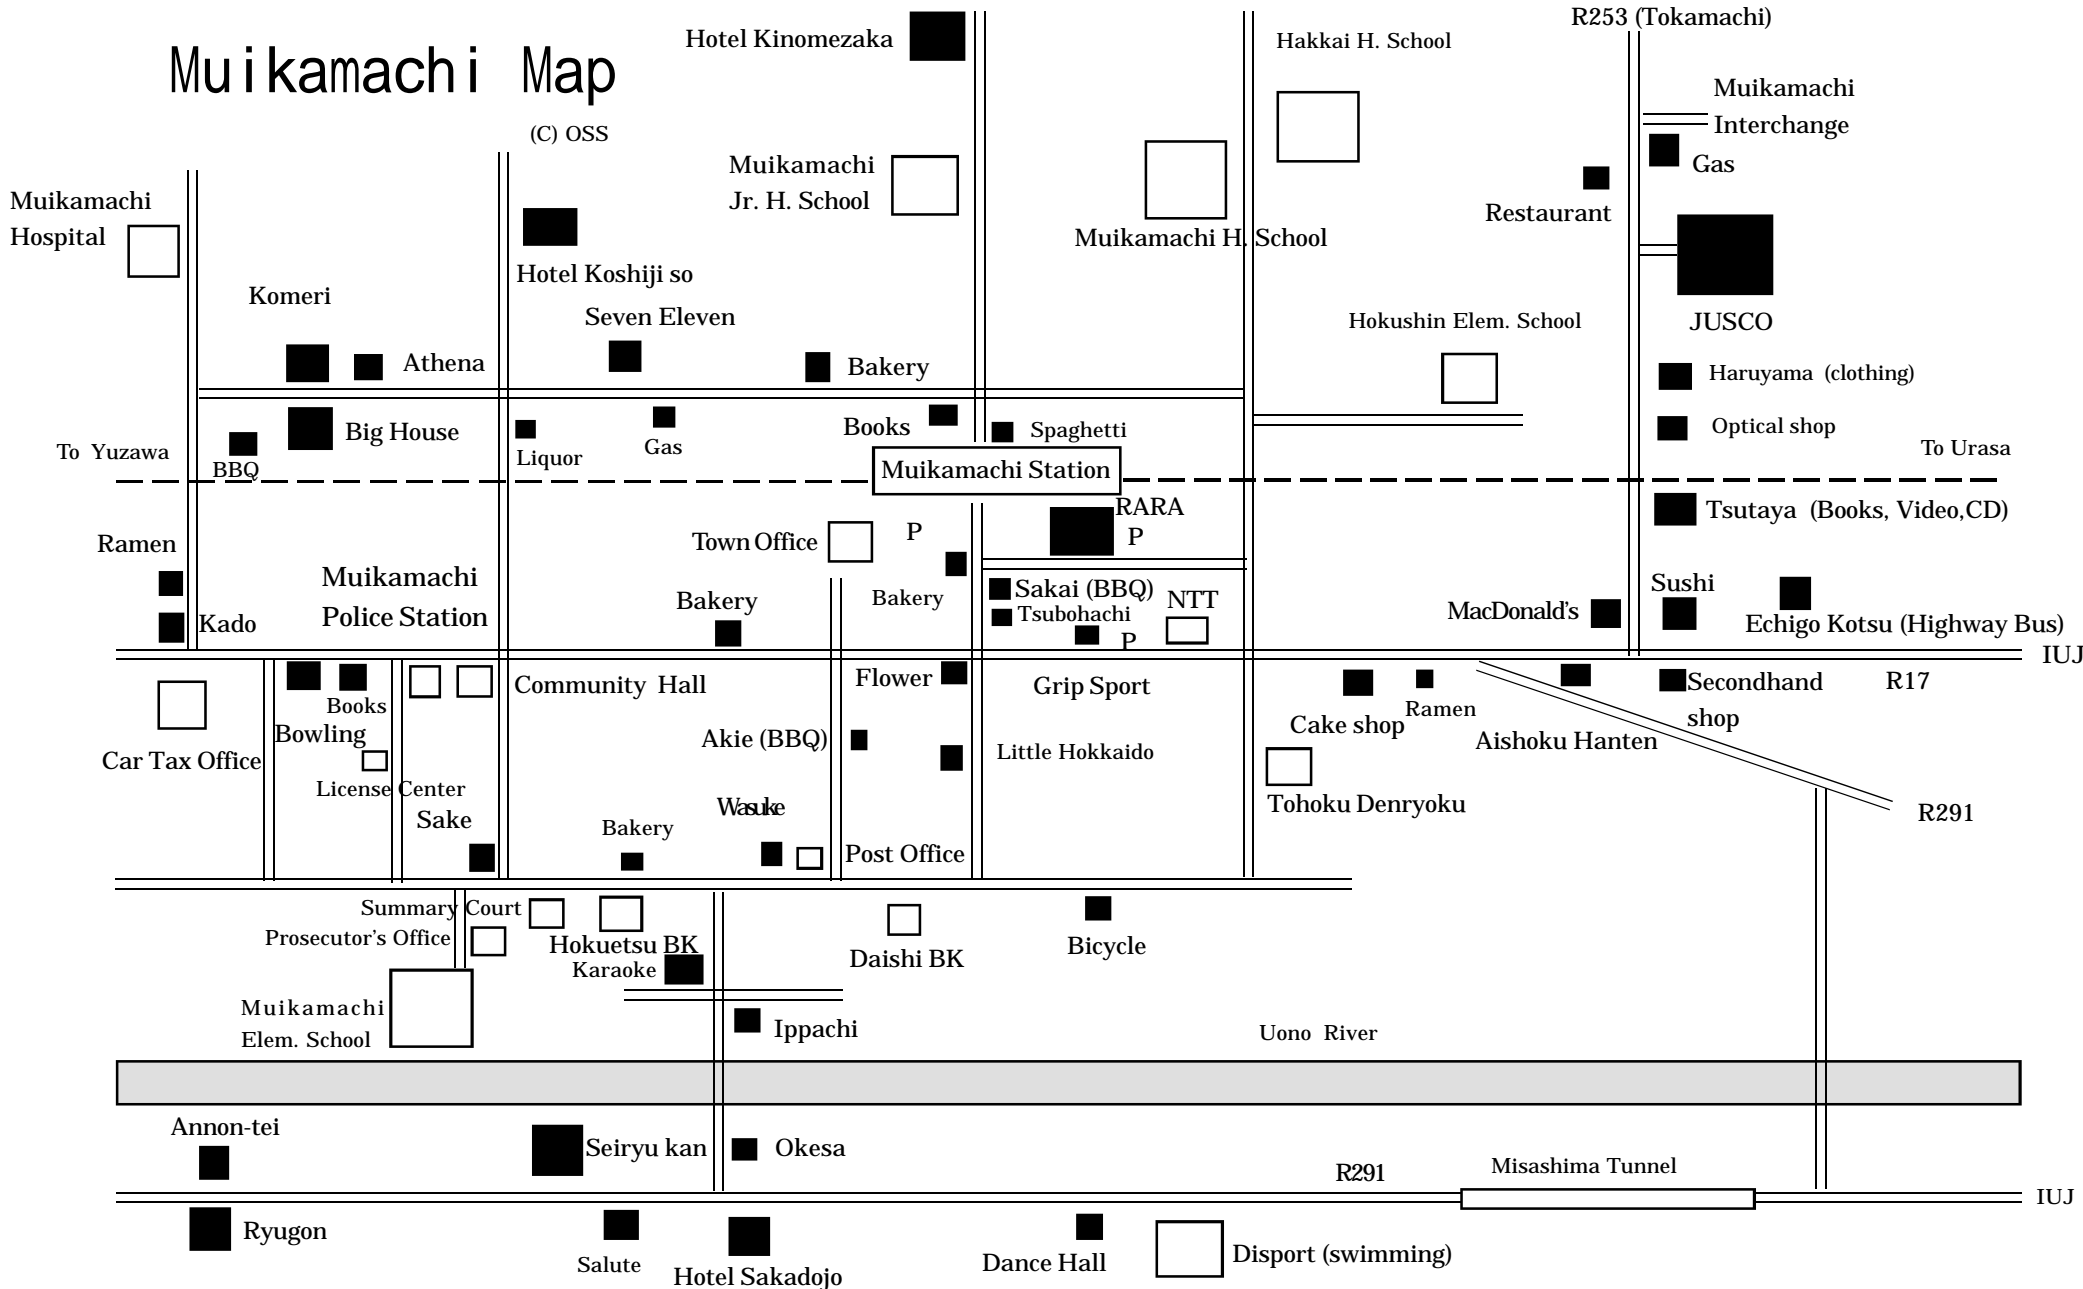 R253 (Tokamachi)
Hotel Kinomezaka
Hakkai H. School
Muikamachi Map
Muikamachi
Interchange
(C) OSS
Muikamachi
Jr. H. School
Gas
Muikamachi
Hospital
Restaurant
Muikamachi H. School
Hotel Koshiji so
Komeri
Seven Eleven
Hokushin Elem. School
JUSCO
Athena
Bakery
Haruyama (clothing)
Big House
Books
Spaghetti
Optical shop
To Yuzawa
BBQ
Liquor
Gas
To Urasa
Muikamachi Station
RARA
Tsutaya (Books, Video,CD)
Ramen
Town Office
P
P
Muikamachi
Police Station
Bakery
Bakery
Sakai (BBQ)
Tsubohachi
NTT
Sushi
MacDonald's
Kado
P
Echigo Kotsu (Highway Bus)
IUJ
Community Hall
Flower
Grip Sport
Secondhand
shop
R17
Books
Bowling
Cake shop
Ramen
Aishoku Hanten
Car Tax Office
Akie (BBQ)
Little Hokkaido
License Center
Tohoku Denryoku
Wasuke
R291
Sake
Bakery
Post Office
Summary Court
Prosecutor's Office
Hokuetsu BK
Karaoke
Daishi BK
Bicycle
Muikamachi
Elem. School
Ippachi
Uono River
Annon-tei
Seiryu kan
Okesa
R291
Misashima Tunnel
IUJ
Ryugon
Salute
Hotel Sakadojo
Dance Hall
Disport (swimming)